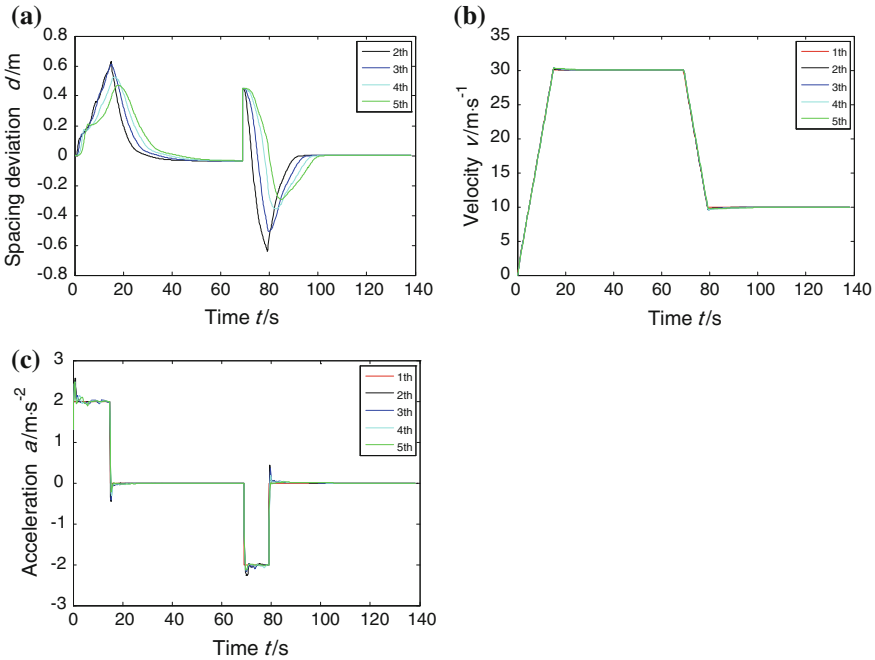 (a)
Spacing deviation d/m
0.8
0.6
0.4
0.2
0
-0.2
-0.4
-0.6
-0.8
0 20 40 60 80 100 120 140
Time t/s
2th
3th
4th
5th
(b)
Velocity v/m·s-1
35
30
25
20
15
10
5
0
0 20 40 60 80 100 120 140
Time t/s
1th
2th
3th
4th
5th
(c)
Acceleration a/m·s-2
3
2
1
0
-1
-2
-3
0 20 40 60 80 100 120 140
Time t/s
1th
2th
3th
4th
5th